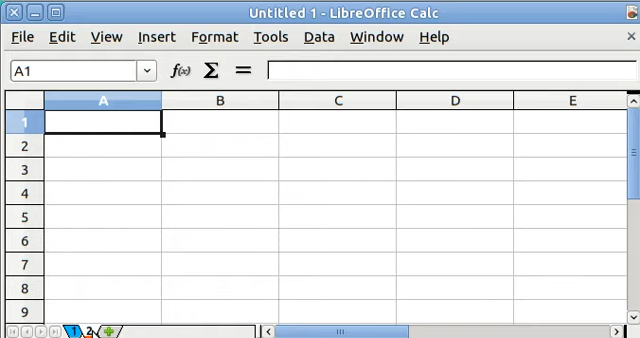 Untitled 1 - LibreOffice Calc
File Edit View Insert Format Tools Data Window Help
A1 f(x) Σ =
A B C D E
1
2
3
4
5
6
7
8
9
1 2